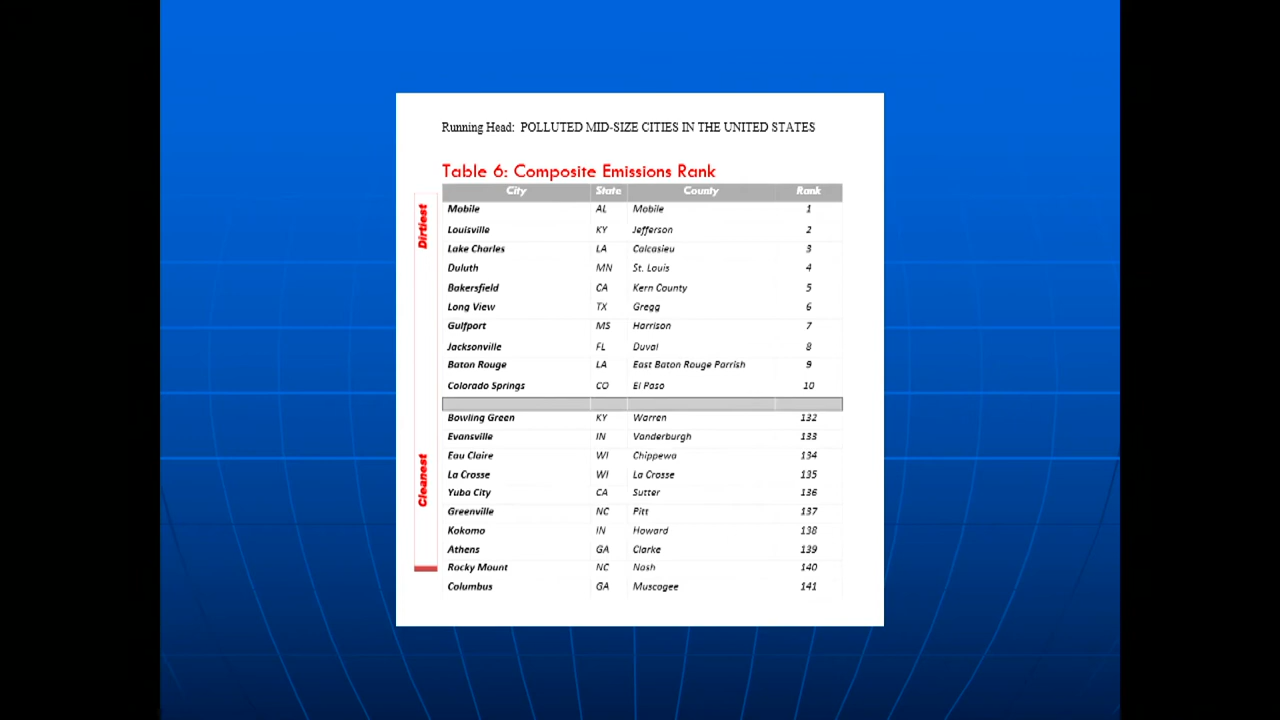 Running Head: POLLUTED MID-SIZE CITIES IN THE UNITED STATES
Table 6: Composite Emissions Rank
City State County Rank
Dirtiest
Mobile AL Mobile 1
Louisville KY Jefferson 2
Lake Charles LA Calcasieu 3
Duluth MN St. Louis 4
Bakersfield CA Kern County 5
Long View TX Gregg 6
Gulfport MS Harrison 7
Jacksonville FL Duval 8
Baton Rouge LA East Baton Rouge Parrish 9
Colorado Springs CO El Paso 10
Cleanest
Bowling Green KY Warren 132
Evansville IN Vanderburgh 133
Eau Claire WI Chippewa 134
La Crosse WI La Crosse 135
Yuba City CA Sutter 136
Greenville NC Pitt 137
Kokomo IN Howard 138
Athens GA Clarke 139
Rocky Mount NC Nash 140
Columbus GA Muscogee 141